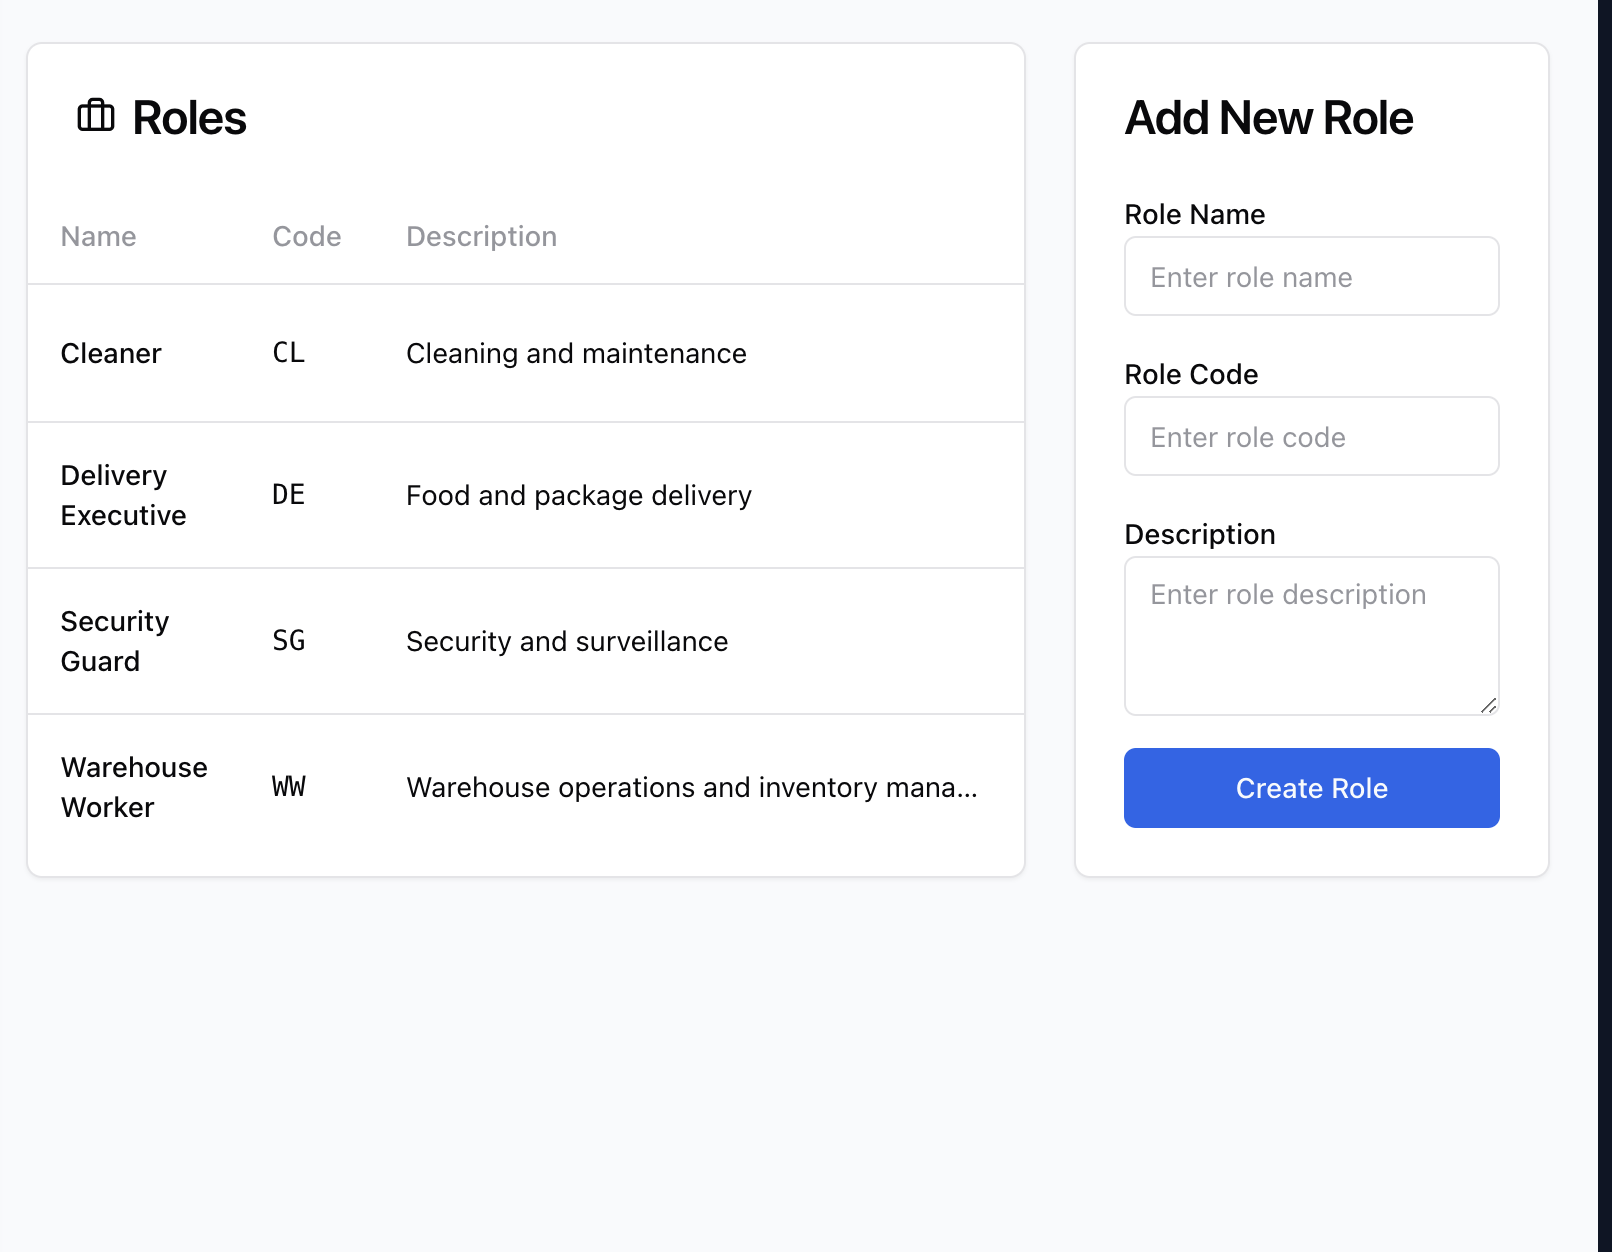 Roles
Name Code Description
Cleaner CL Cleaning and maintenance
Delivery
Executive DE Food and package delivery
Security
Guard SG Security and surveillance
Warehouse
Worker WW Warehouse operations and inventory mana...
Add New Role
Role Name
Enter role name
Role Code
Enter role code
Description
Enter role description
Create Role